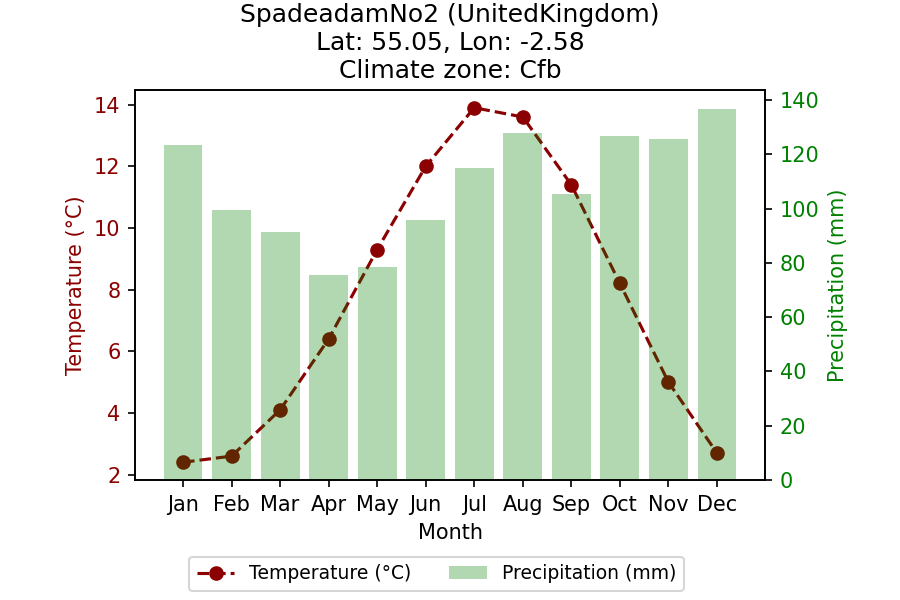 SpadeadamNo2 (UnitedKingdom)
Lat: 55.05, Lon: -2.58
Climate zone: Cfb
14
12
10
8
6
4
2
Temperature (°C)
140
120
100
80
60
40
20
0
Precipitation (mm)
Jan Feb Mar Apr May Jun Jul Aug Sep Oct Nov Dec
Month
Temperature (°C) Precipitation (mm)